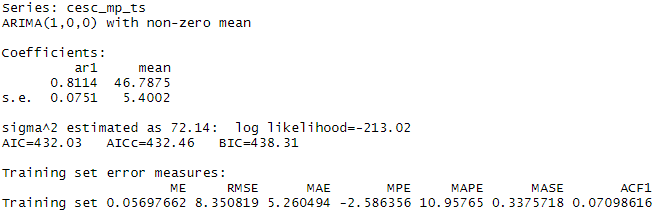 Series: cesc_mp_ts
ARIMA(1,0,0) with non-zero mean
Coefficients:
ar1 mean
0.8114 46.7875
s.e. 0.0751 5.4002
sigma^2 estimated as 72.14: log likelihood=-213.02
AIC=432.03 AICc=432.46 BIC=438.31
Training set error measures:
ME RMSE MAE MPE MAPE MASE ACF1
Training set 0.05697662 8.350819 5.260494 -2.586356 10.95765 0.3375718 0.07098616